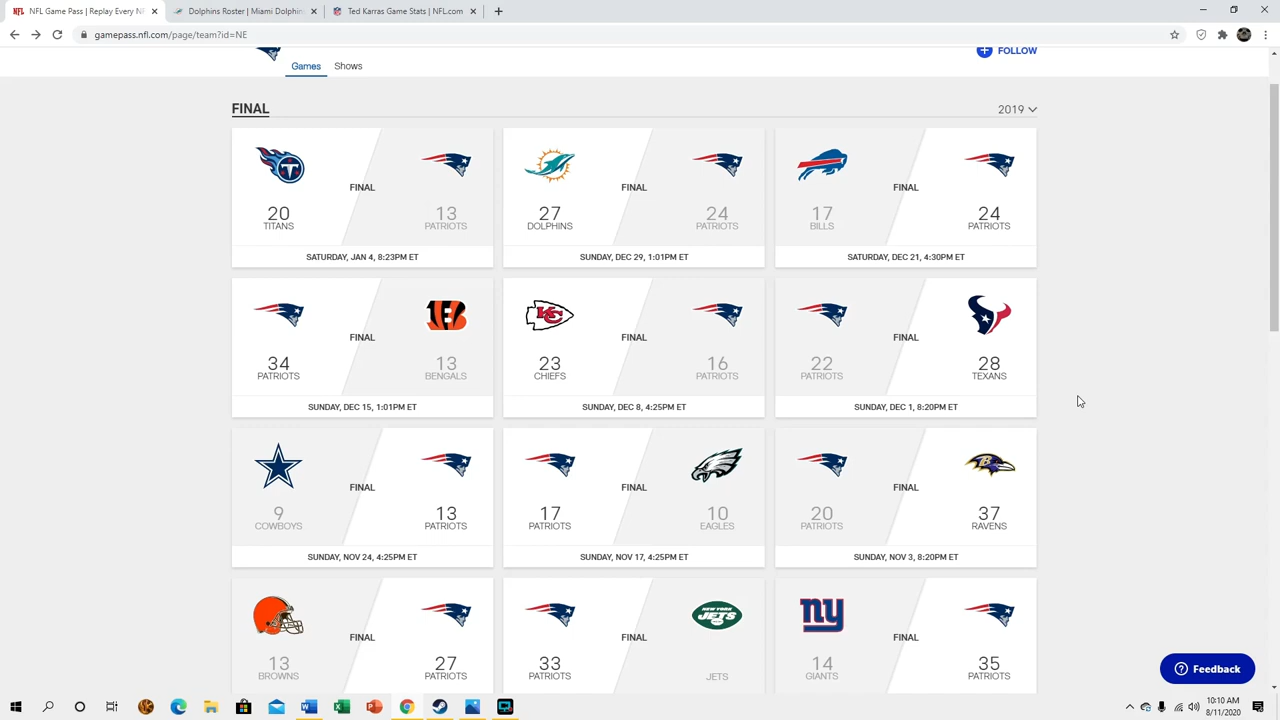 NFL Game Pass | Replay Every N
Dolphins Roster | Miami Dolphin
Ted Karras Game Stats | NFL.com
gamepass.nfl.com/page/team?id=NE
FOLLOW
Games Shows
FINAL 2019
FINAL FINAL FINAL
20 13 27 24 17 24
TITANS PATRIOTS DOLPHINS PATRIOTS BILLS PATRIOTS
SATURDAY, JAN 4, 8:23PM ET SUNDAY, DEC 29, 1:01PM ET SATURDAY, DEC 21, 4:30PM ET
FINAL FINAL FINAL
34 13 23 16 22 28
PATRIOTS BENGALS CHIEFS PATRIOTS PATRIOTS TEXANS
SUNDAY, DEC 15, 1:01PM ET SUNDAY, DEC 8, 4:25PM ET SUNDAY, DEC 1, 8:20PM ET
FINAL FINAL FINAL
9 13 17 10 20 37
COWBOYS PATRIOTS PATRIOTS EAGLES PATRIOTS RAVENS
SUNDAY, NOV 24, 4:25PM ET SUNDAY, NOV 17, 4:25PM ET SUNDAY, NOV 3, 8:20PM ET
NEW YORK JETS ny
FINAL FINAL FINAL
13 27 33 14 35
BROWNS PATRIOTS PATRIOTS JETS GIANTS PATRIOTS
Feedback
10:10 AM
8/11/2020